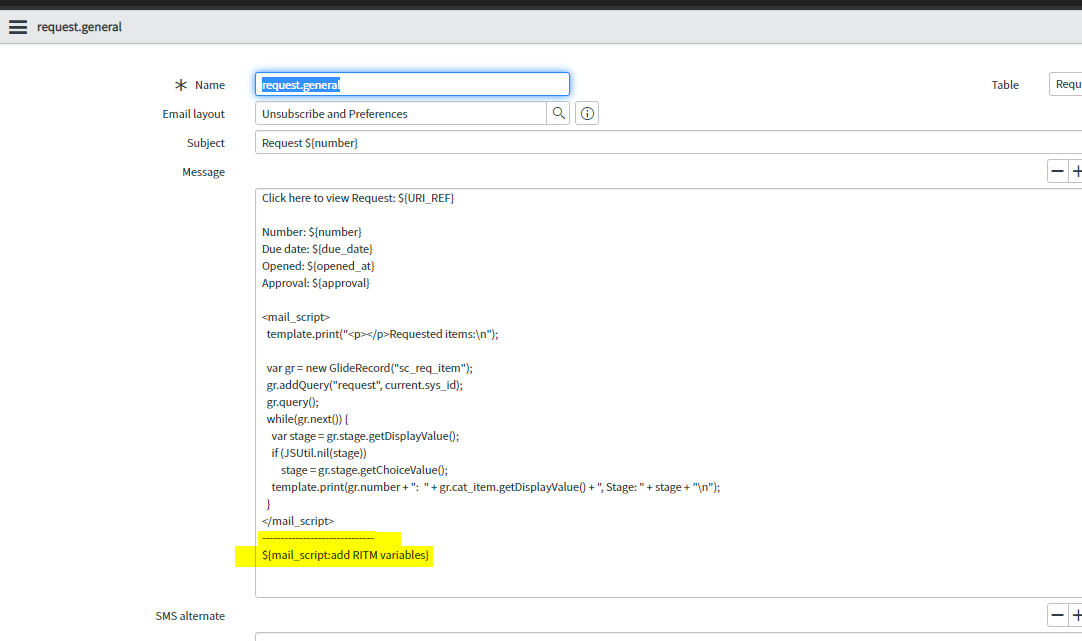 request.general
Name
request.general
Table
Requ
Email layout
Unsubscribe and Preferences
Subject
Request ${number}
Message
Click here to view Request: ${URI_REF}
Number: ${number}
Due date: ${due_date}
Opened: ${opened_at}
Approval: ${approval}
<mail_script>
template.print("<p></p>Requested items:\n");
var gr = new GlideRecord("sc_req_item");
gr.addQuery("request", current.sys_id);
gr.query();
while(gr.next()) {
var stage = gr.stage.getDisplayValue();
if (JSUtil.nil(stage))
stage = gr.stage.getChoiceValue();
template.print(gr.number + ":  " + gr.cat_item.getDisplayValue() + ", Stage: " + stage + "\n");
}
</mail_script>
------------------------------
${mail_script:add RITM variables}
SMS alternate